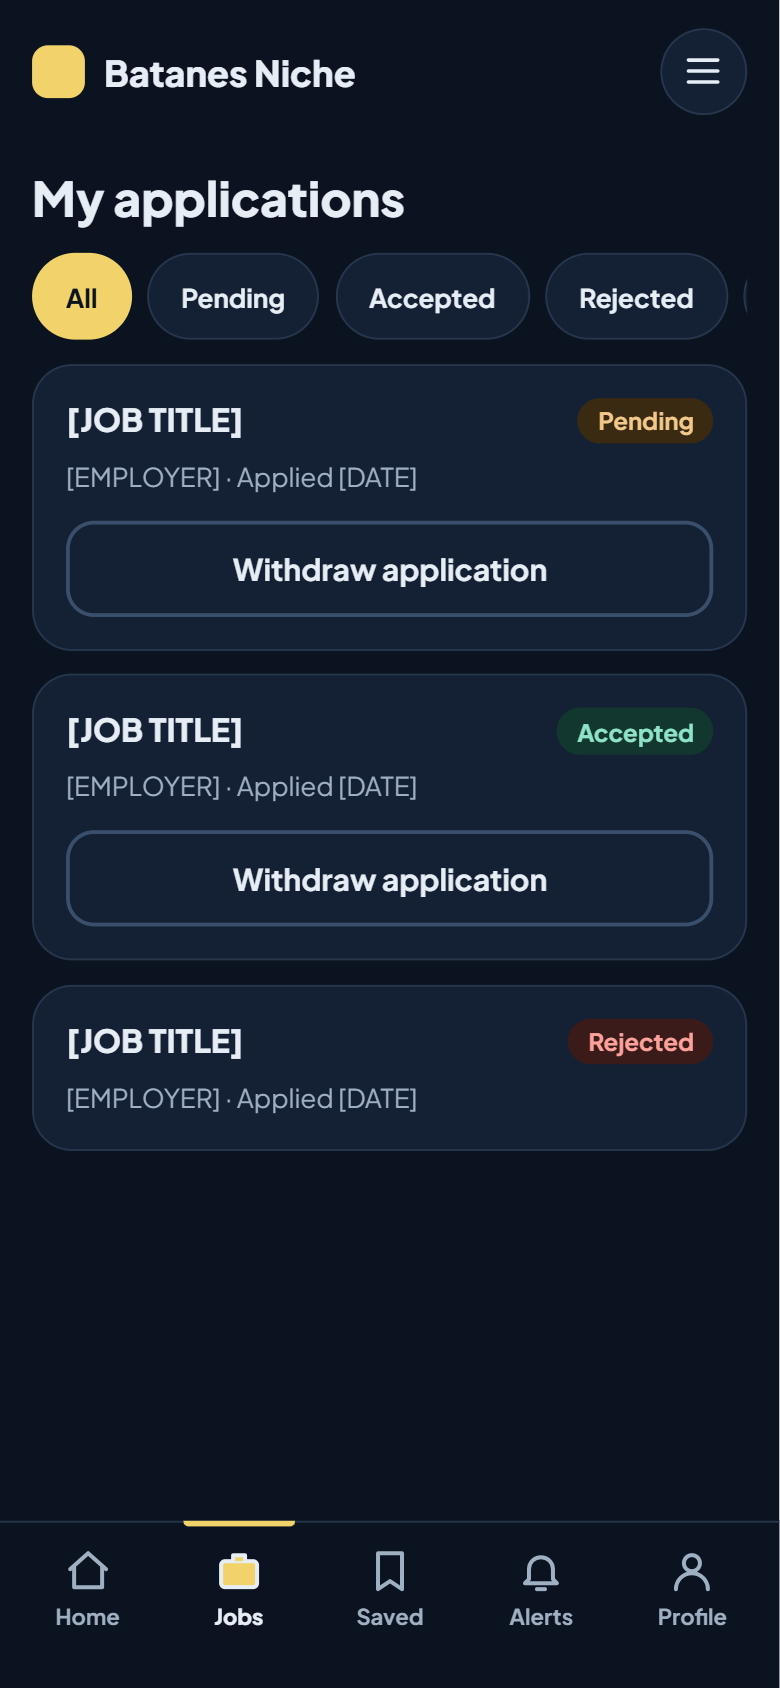 Batanes Niche
My applications
All Pending Accepted Rejected
[JOB TITLE] Pending
[EMPLOYER] · Applied [DATE]
Withdraw application
[JOB TITLE] Accepted
[EMPLOYER] · Applied [DATE]
Withdraw application
[JOB TITLE] Rejected
[EMPLOYER] · Applied [DATE]
Home Jobs Saved Alerts Profile